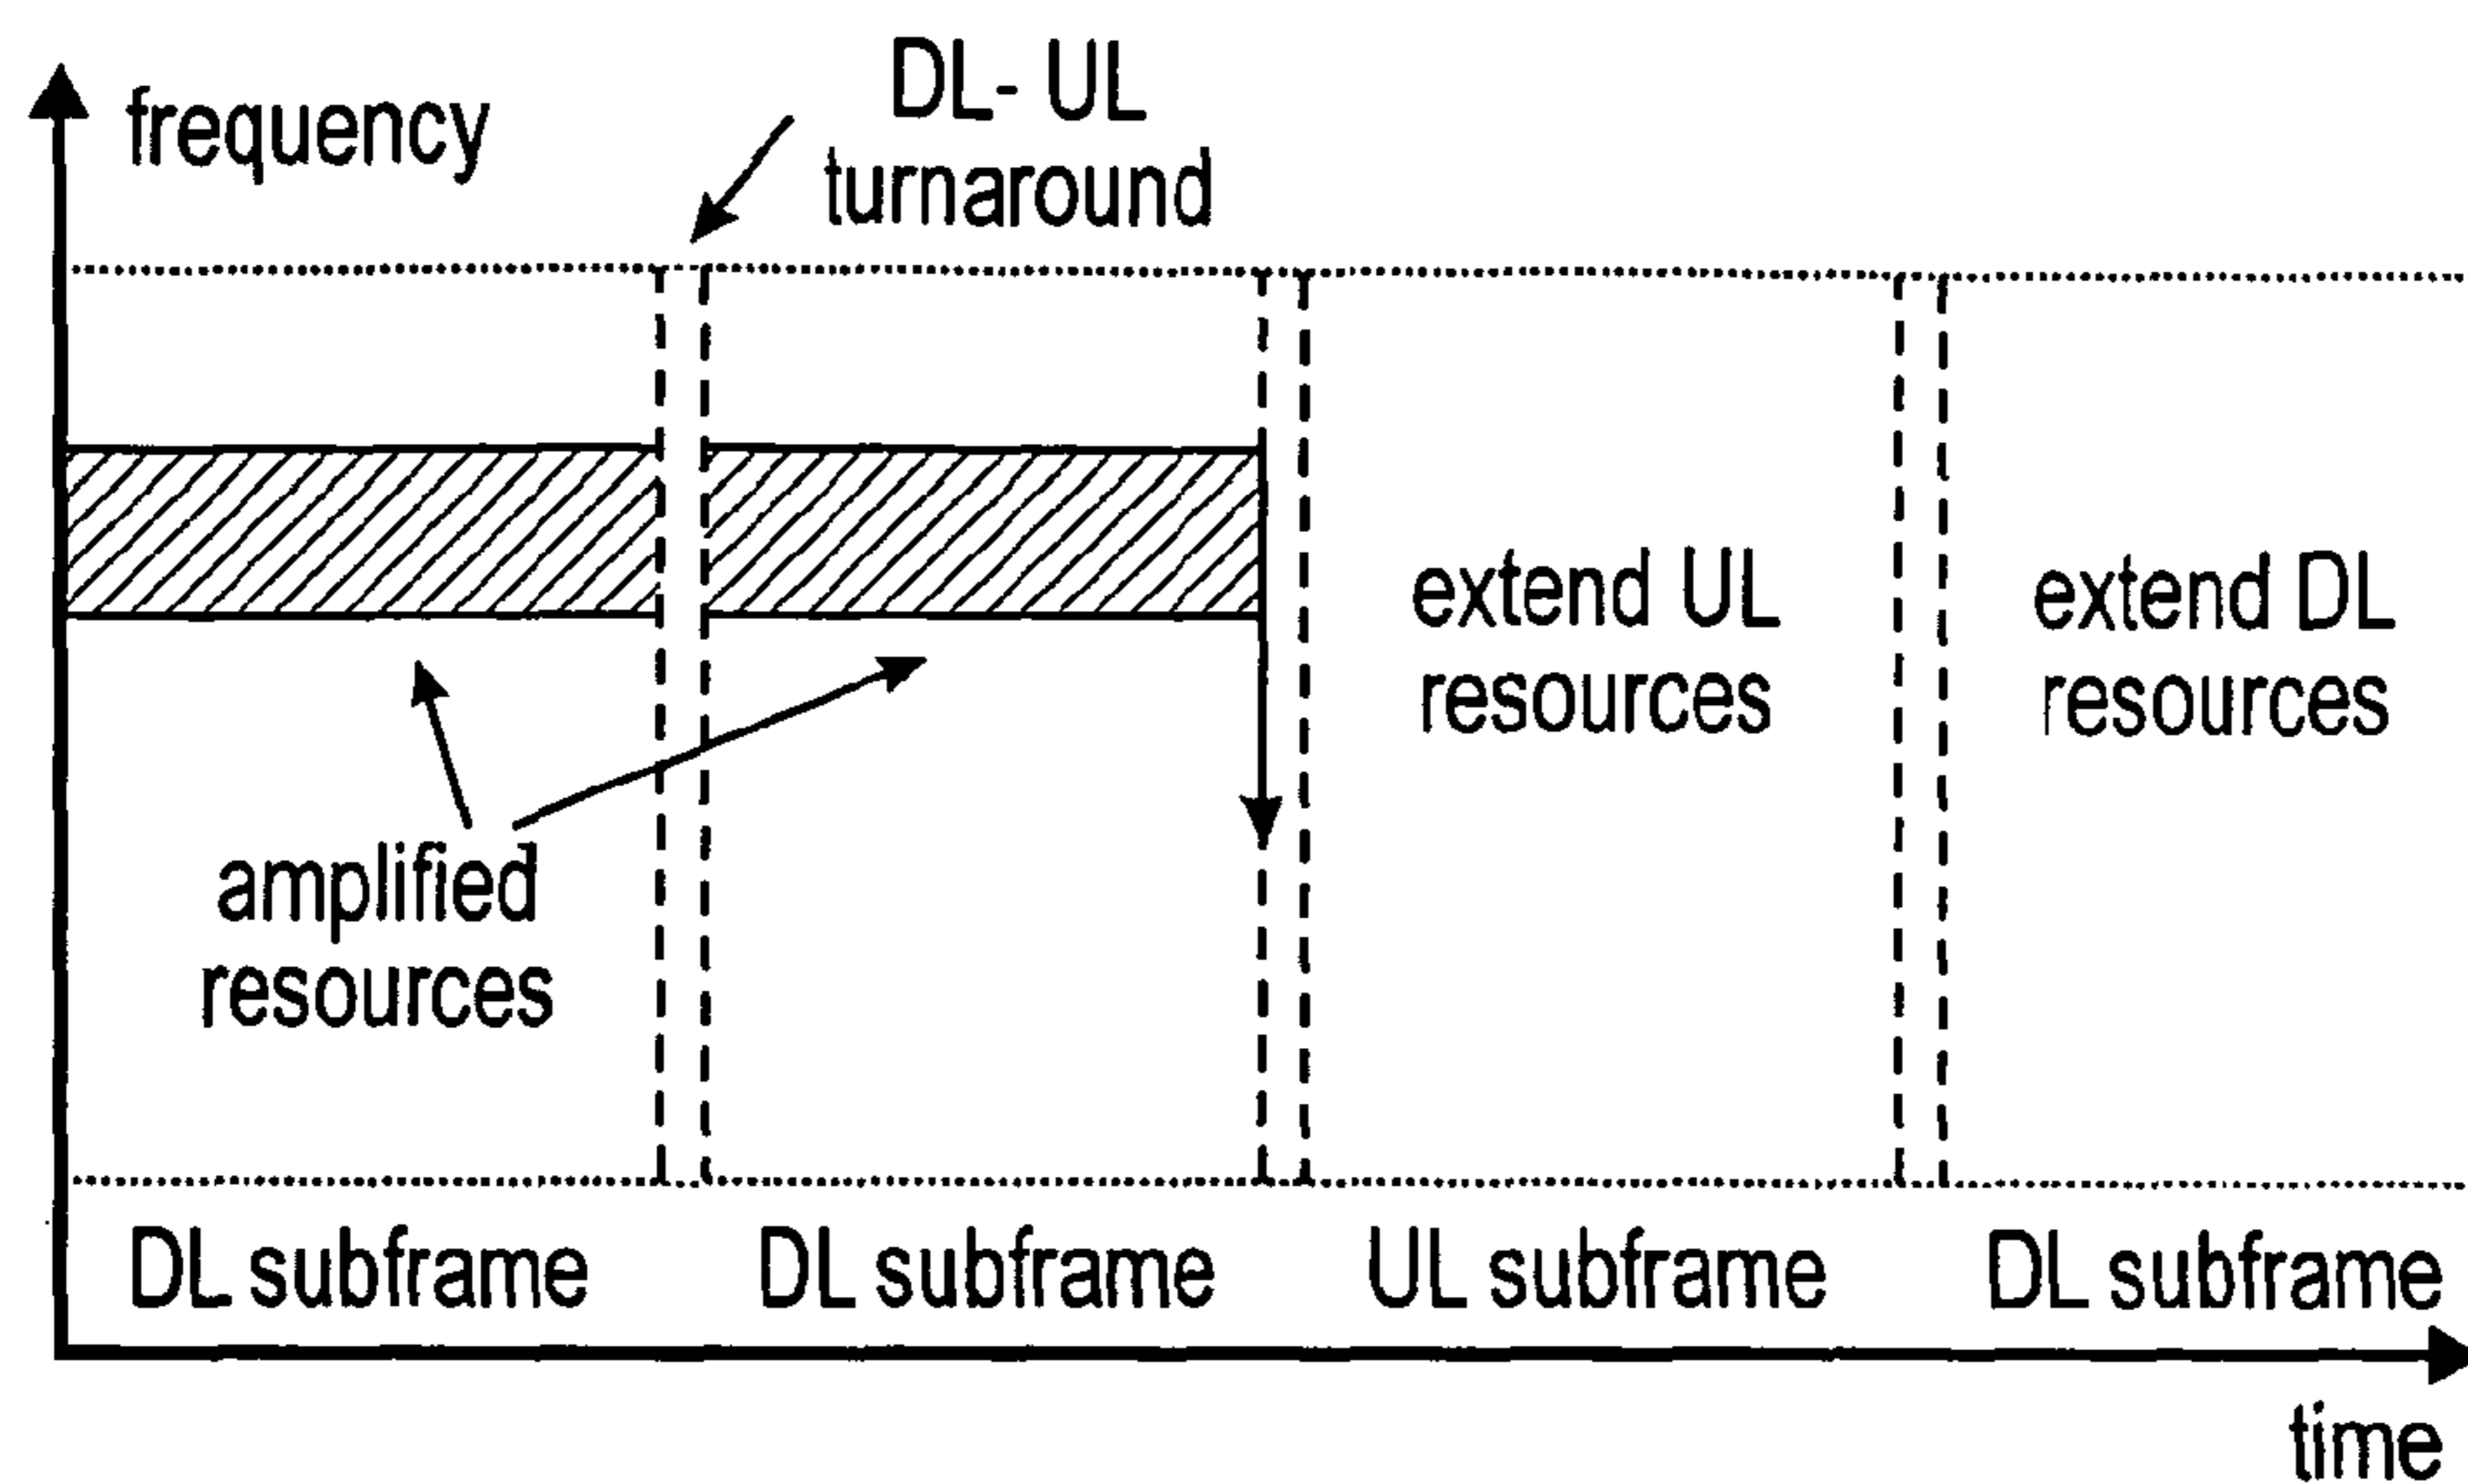 frequency
DL- UL
turnaround
extend UL
resources
extend DL
resources
amplified
resources
DL subframe
DL subframe
UL subframe
DL subframe
time